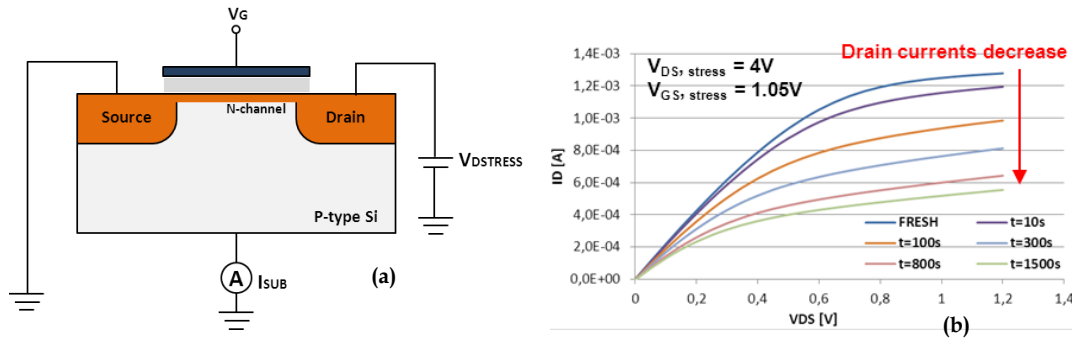 VG
N-channel
Source
Drain
VDSTRESS
P-type Si
A
ISUB
(a)
1,4E-03
1,2E-03
1,0E-03
8,0E-04
6,0E-04
4,0E-04
2,0E-04
0,0E+00
ID [A]
VDS, stress = 4V
VGS, stress = 1.05V
Drain currents decrease
FRESH
t=10s
t=100s
t=300s
t=800s
t=1500s
0
0,2
0,4
0,6
0,8
1
1,2
1,4
VDS [V]
(b)